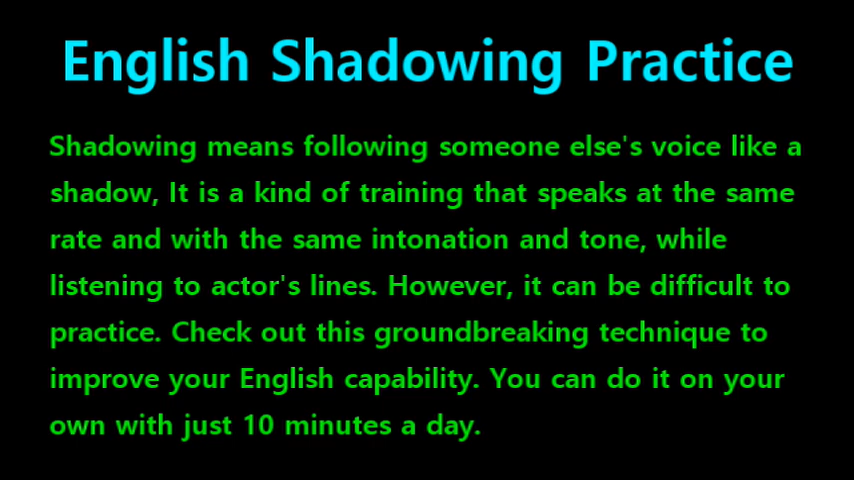 English Shadowing Practice
Shadowing means following someone else's voice like a
shadow, It is a kind of training that speaks at the same
rate and with the same intonation and tone, while
listening to actor's lines. However, it can be difficult to
practice. Check out this groundbreaking technique to
improve your English capability. You can do it on your
own with just 10 minutes a day.